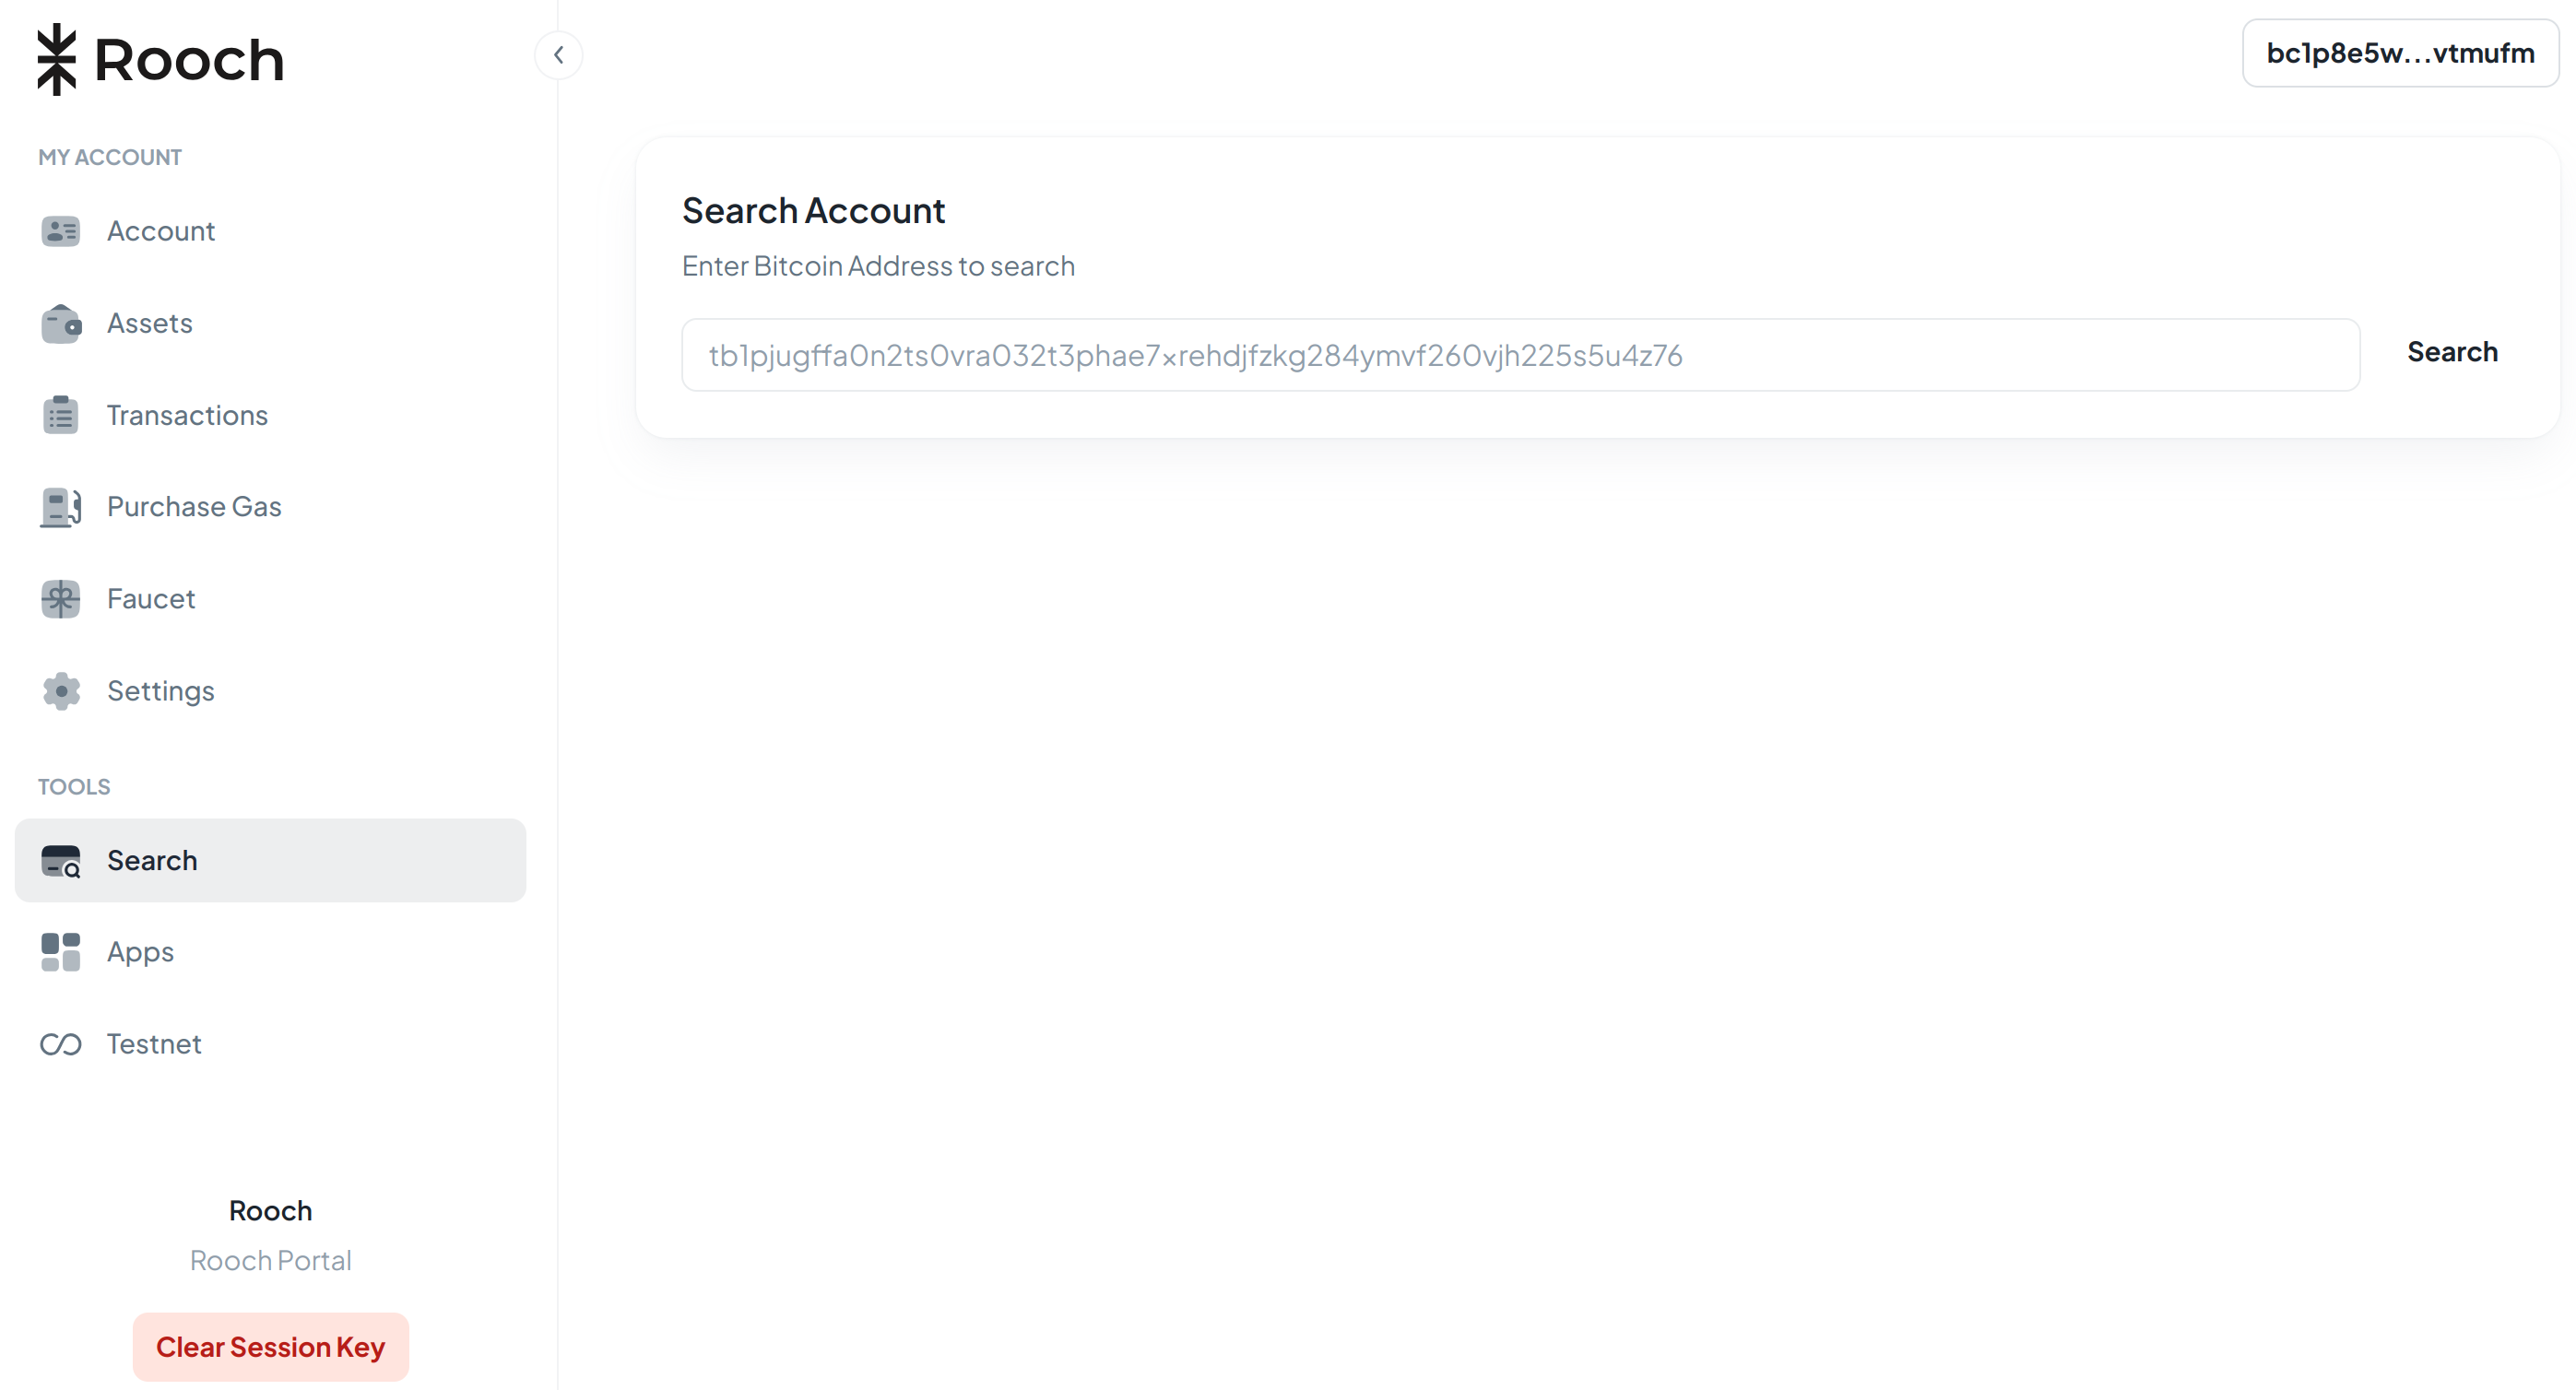 Rooch
bc1p8e5w...vtmufm
MY ACCOUNT
Account
Assets
Transactions
Purchase Gas
Faucet
Settings
TOOLS
Search
Apps
Testnet
Rooch
Rooch Portal
Clear Session Key
Search Account
Enter Bitcoin Address to search
tb1pjugffa0n2ts0vra032t3phae7xrehdjfzkg284ymvf260vjh225s5u4z76
Search